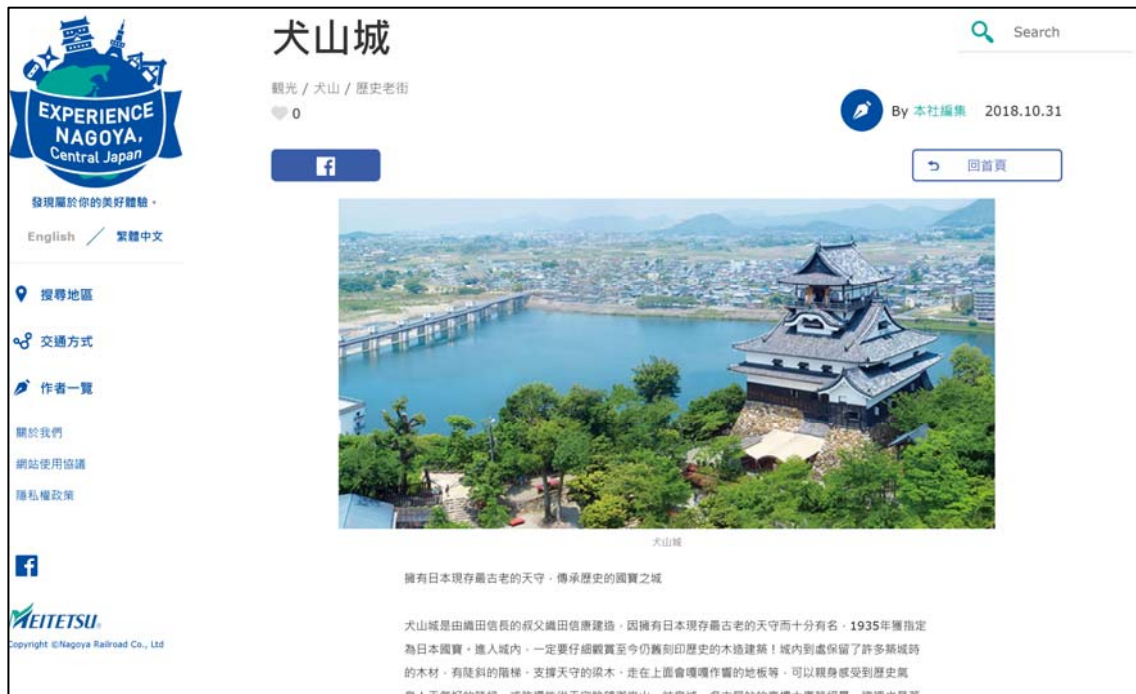 EXPERIENCE
NAGOYA,
Central Japan
發現屬於你的美好體驗。
English / 繁體中文
搜尋地區
交通方式
作者一覽
關於我們
網站使用協議
隱私權政策
MEITETSU
Copyright ©Nagoya Railroad Co., Ltd
犬山城
Search
観光 / 犬山 / 歷史老街
0
By 本社編集 2018.10.31
回首頁
犬山城
擁有日本現存最古老的天守，傳承歷史的國寶之城
犬山城是由織田信長的叔父織田信康建造，因擁有日本現存最古老的天守而十分有名，1935年獲指定
為日本國寶。進入城內，一定要仔細觀賞至今仍舊刻印歷史的木造建築！城內到處保留了許多築城時
的木材，有陡斜的階梯、支撐天守的梁木、走在上面會嘎嘎作響的地板等，可以親身感受到歷史氣